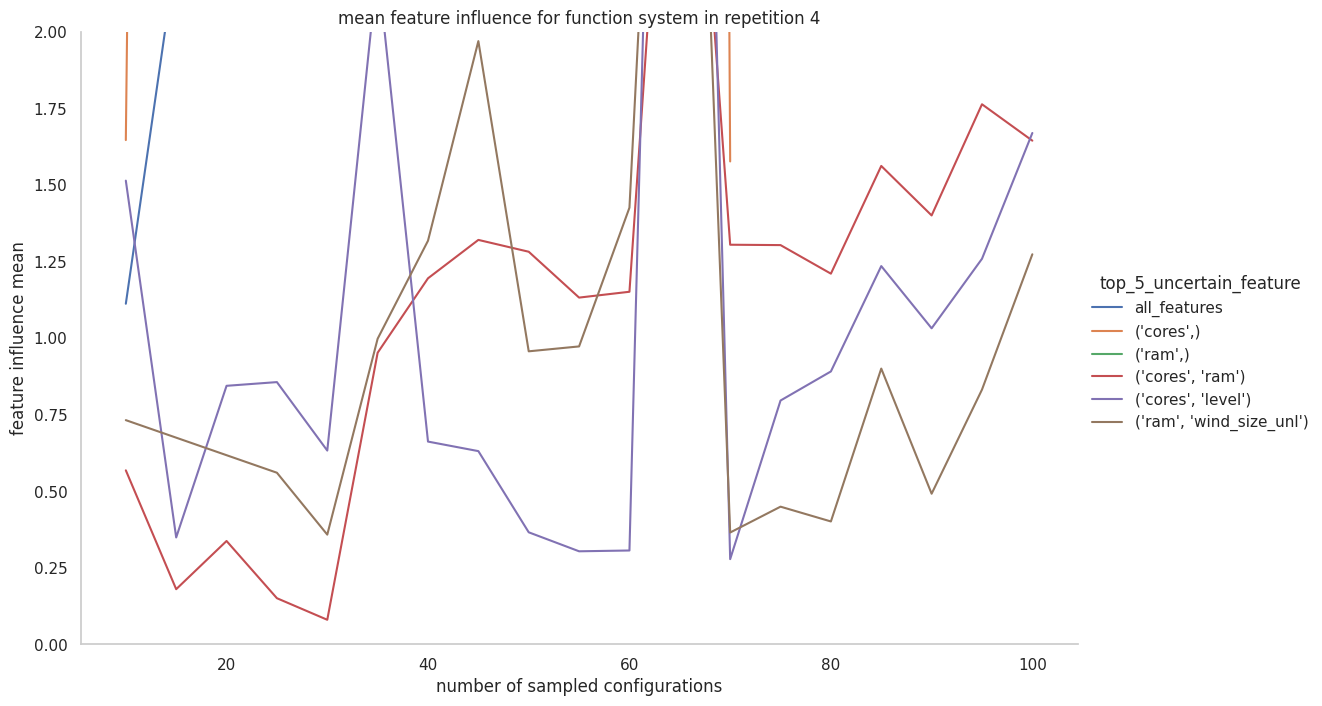 mean feature influence for function system in repetition 4
2.00
1.75
1.50
1.25
1.00
0.75
0.50
0.25
0.00
feature influence mean
20
40
60
80
100
number of sampled configurations
top_5_uncertain_feature
all_features
('cores',)
('ram',)
('cores', 'ram')
('cores', 'level')
('ram', 'wind_size_unl')